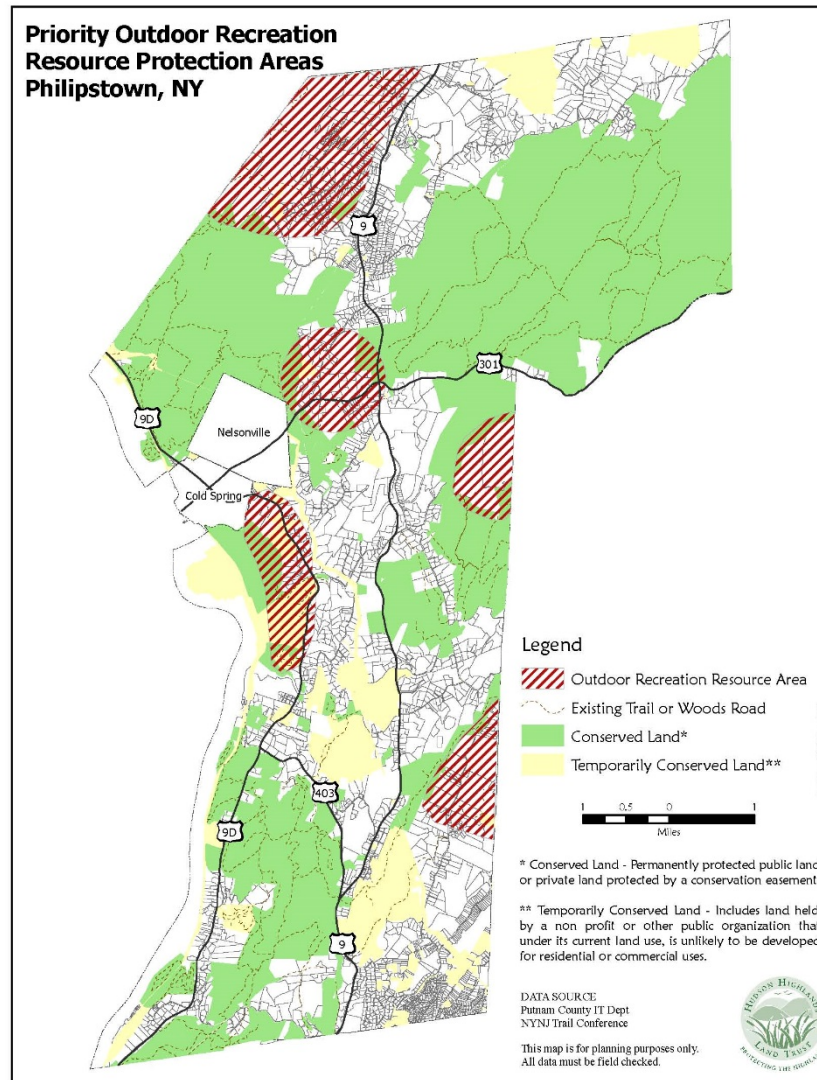 Priority Outdoor Recreation
Resource Protection Areas
Philipstown, NY
9
301
9D
Nelsonville
Cold Spring
Legend
Outdoor Recreation Resource Area
Existing Trail or Woods Road
Conserved Land*
Temporarily Conserved Land**
403
1 0.5 0 1
Miles
9D
* Conserved Land - Permanently protected public land
or private land protected by a conservation easement
** Temporarily Conserved Land - Includes land held
by a non profit or other public organization that
under its current land use, is unlikely to be developed
for residential or commercial uses.
9
DATA SOURCE
Putnam County IT Dept
NYNJ Trail Conference
This map is for planning purposes only.
All data must be field checked.
HUDSON HIGHLANDS
LAND TRUST
PROTECTING THE HIGHLANDS